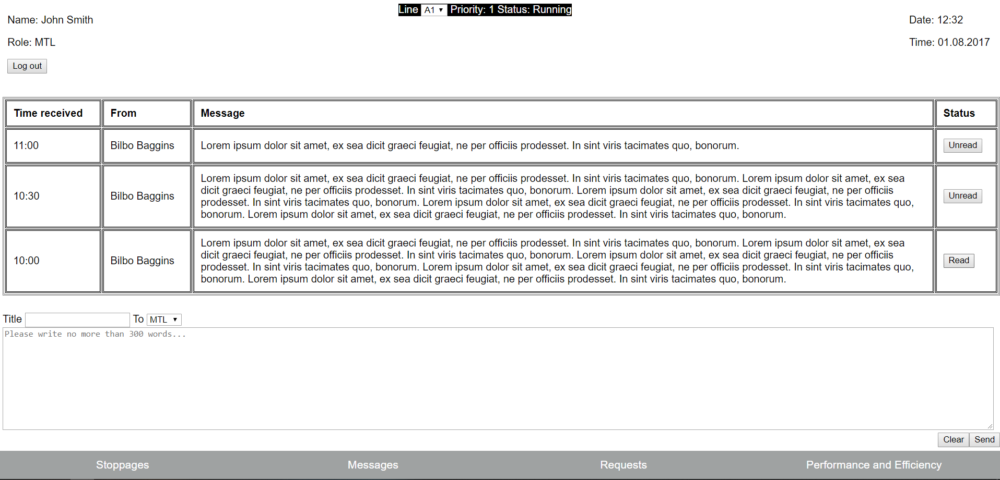 Line A1 Priority: 1 Status: Running
Name: John Smith
Date: 12:32
Role: MTL
Time: 01.08.2017
Log out
Time received From Message Status
11:00 Bilbo Baggins Lorem ipsum dolor sit amet, ex sea dicit graeci feugiat, ne per officiis prodesset. In sint viris tacimates quo, bonorum. Unread
10:30 Bilbo Baggins Lorem ipsum dolor sit amet, ex sea dicit graeci feugiat, ne per officiis prodesset. In sint viris tacimates quo, bonorum. Lorem ipsum dolor sit amet, ex sea
dicit graeci feugiat, ne per officiis prodesset. In sint viris tacimates quo, bonorum. Lorem ipsum dolor sit amet, ex sea dicit graeci feugiat, ne per officiis
prodesset. In sint viris tacimates quo, bonorum. Lorem ipsum dolor sit amet, ex sea dicit graeci feugiat, ne per officiis prodesset. In sint viris tacimates quo,
bonorum. Lorem ipsum dolor sit amet, ex sea dicit graeci feugiat, ne per officiis prodesset. In sint viris tacimates quo, bonorum.
Unread
10:00 Bilbo Baggins Lorem ipsum dolor sit amet, ex sea dicit graeci feugiat, ne per officiis prodesset. In sint viris tacimates quo, bonorum. Lorem ipsum dolor sit amet, ex sea
dicit graeci feugiat, ne per officiis prodesset. In sint viris tacimates quo, bonorum. Lorem ipsum dolor sit amet, ex sea dicit graeci feugiat, ne per officiis
prodesset. In sint viris tacimates quo, bonorum. Lorem ipsum dolor sit amet, ex sea dicit graeci feugiat, ne per officiis prodesset. In sint viris tacimates quo,
bonorum. Lorem ipsum dolor sit amet, ex sea dicit graeci feugiat, ne per officiis prodesset. In sint viris tacimates quo, bonorum.
Read
Title To MTL
Please write no more than 300 words...
Clear Send
Stoppages Messages Requests Performance and Efficiency